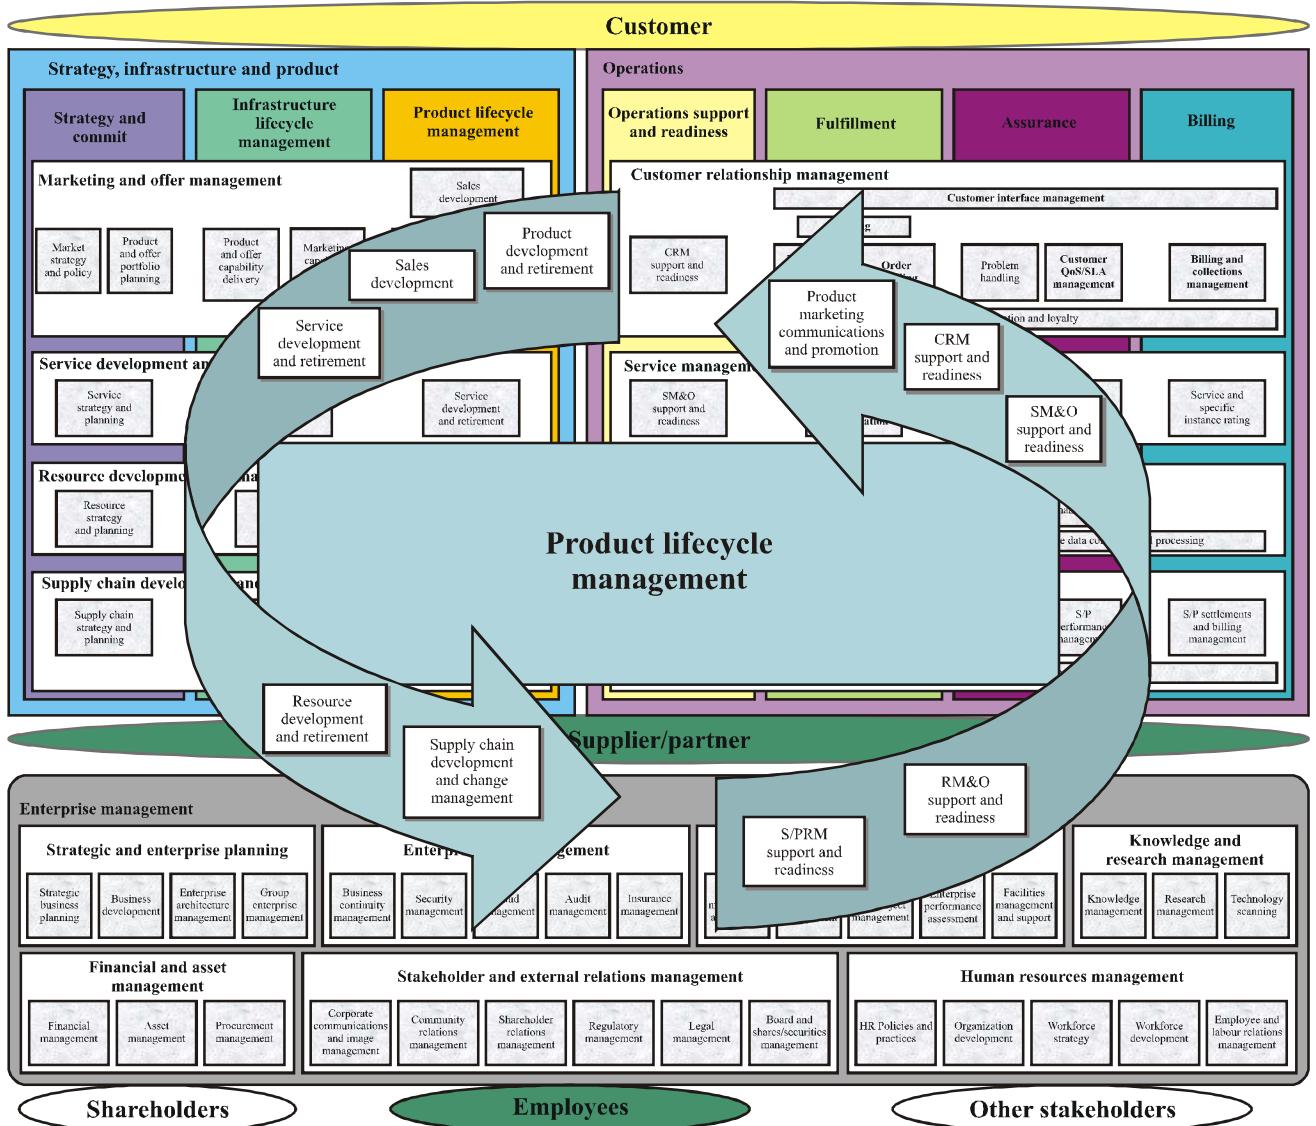 Customer
Strategy, infrastructure and product
Operations
Strategy and
commit
Infrastructure
lifecycle
management
Product lifecycle
management
Operations support
and readiness
Fulfillment
Assurance
Billing
Marketing and offer management
Sales
development
Market
strategy
and policy
Product
and offer
portfolio
planning
Product
and offer
capability
delivery
Marketing
Customer relationship management
Customer interface management
CRM
support and
readiness
Order
Problem
handling
Customer
QoS/SLA
management
Billing and
collections
management
and loyalty
Product
development
and retirement
Sales
development
Service
development
and retirement
Product
marketing
communications
and promotion
CRM
support and
readiness
SM&O
support and
readiness
Service development
Service
strategy and
planning
Service
development
and retirement
Service
SM&O
support and
readiness
Service and
specific
instance rating
Resource
Resource
strategy
and planning
data
processing
Product lifecycle
management
Supply chain
Supply chain
strategy and
planning
S/P
S/P settlements
and billing
management
Resource
development
and retirement
Supply chain
development
and change
management
Supplier/partner
RM&O
support and
readiness
S/PRM
support and
readiness
Enterprise management
Strategic and enterprise planning
Strategic
business
planning
Business
development
Enterprise
architecture
management
Group
enterprise
management
Business
continuity
management
Security
management
Audit
management
Insurance
management
Enterprise
performance
assessment
Facilities
management
and support
Knowledge and
research management
Knowledge
management
Research
management
Technology
scanning
Financial and asset
management
Financial
management
Asset
management
Procurement
management
Stakeholder and external relations management
Corporate
communications
and image
management
Community
relations
management
Shareholder
relations
management
Regulatory
management
Legal
management
Board and
shares/securities
management
Human resources management
HR Policies and
practices
Organization
development
Workforce
strategy
Workforce
development
Employee and
labour relations
management
Shareholders
Employees
Other stakeholders